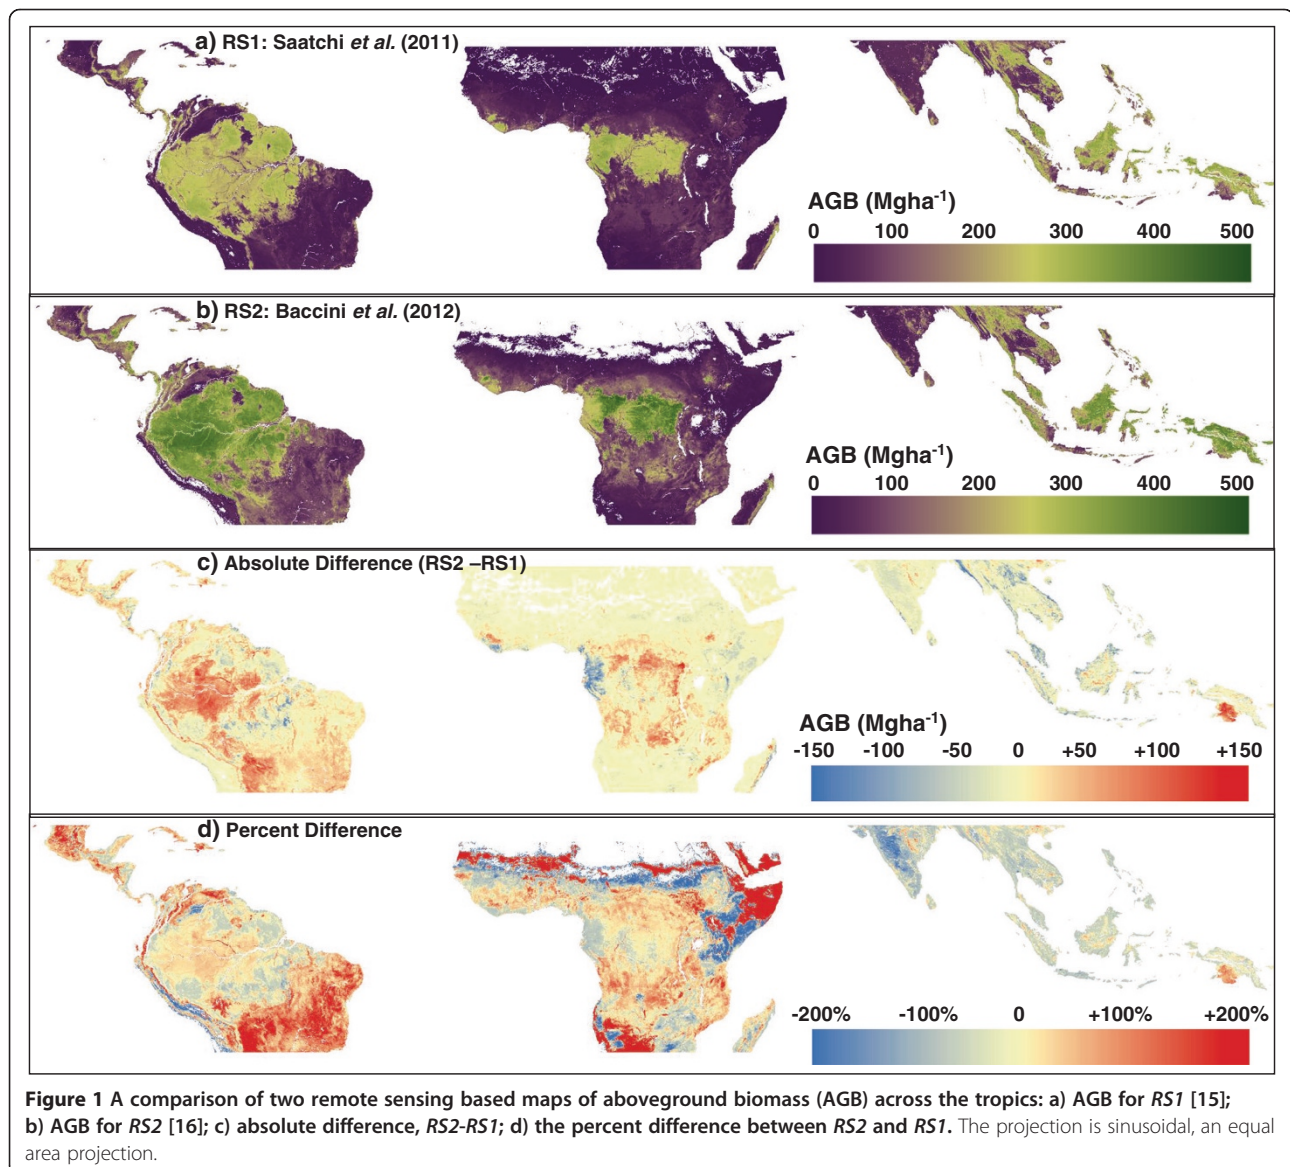 a) RS1: Saatchi et al. (2011)
AGB (Mgha-1)
0 100 200 300 400 500
b) RS2: Baccini et al. (2012)
AGB (Mgha-1)
0 100 200 300 400 500
c) Absolute Difference (RS2 –RS1)
AGB (Mgha-1)
-150 -100 -50 0 +50 +100 +150
d) Percent Difference
-200% -100% 0 +100% +200%
Figure 1 A comparison of two remote sensing based maps of aboveground biomass (AGB) across the tropics: a) AGB for RS1 [15];
b) AGB for RS2 [16]; c) absolute difference, RS2-RS1; d) the percent difference between RS2 and RS1. The projection is sinusoidal, an equal
area projection.